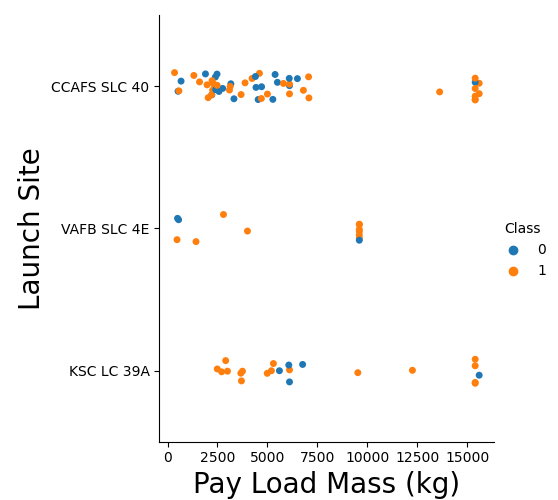 CCAFS SLC 40
VAFB SLC 4E
KSC LC 39A
Launch Site
0 2500 5000 7500 10000 12500 15000
Pay Load Mass (kg)
Class
0
1